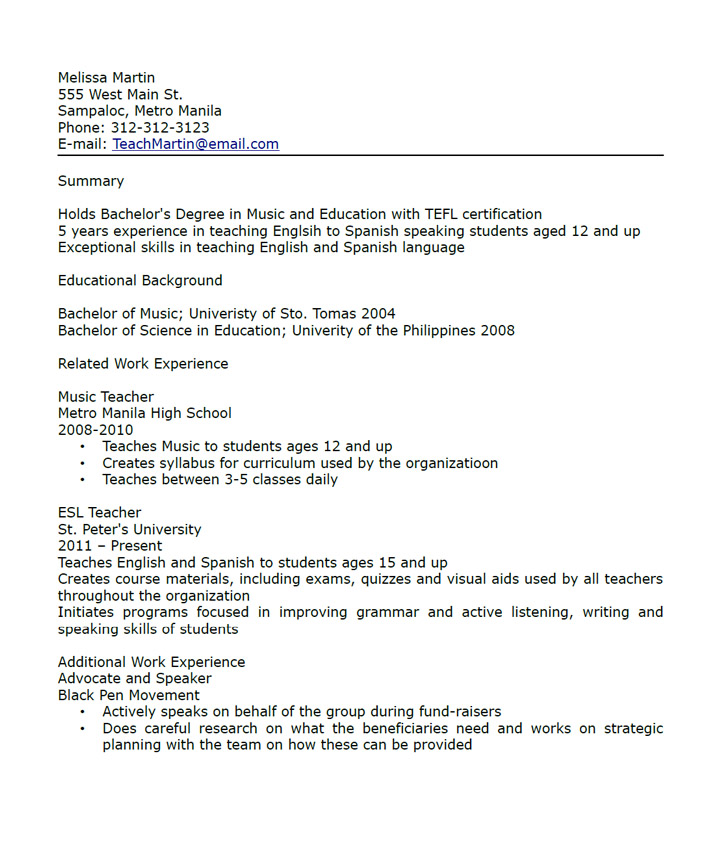 Melissa Martin
555 West Main St.
Sampaloc, Metro Manila
Phone: 312-312-3123
E-mail: TeachMartin@email.com
Summary
Holds Bachelor's Degree in Music and Education with TEFL certification
5 years experience in teaching Englsih to Spanish speaking students aged 12 and up
Exceptional skills in teaching English and Spanish language
Educational Background
Bachelor of Music; Univeristy of Sto. Tomas 2004
Bachelor of Science in Education; Univerity of the Philippines 2008
Related Work Experience
Music Teacher
Metro Manila High School
2008-2010
• Teaches Music to students ages 12 and up
• Creates syllabus for curriculum used by the organizatioon
• Teaches between 3-5 classes daily
ESL Teacher
St. Peter's University
2011 – Present
Teaches English and Spanish to students ages 15 and up
Creates course materials, including exams, quizzes and visual aids used by all teachers
throughout the organization
Initiates programs focused in improving grammar and active listening, writing and
speaking skills of students
Additional Work Experience
Advocate and Speaker
Black Pen Movement
• Actively speaks on behalf of the group during fund-raisers
• Does careful research on what the beneficiaries need and works on strategic
planning with the team on how these can be provided